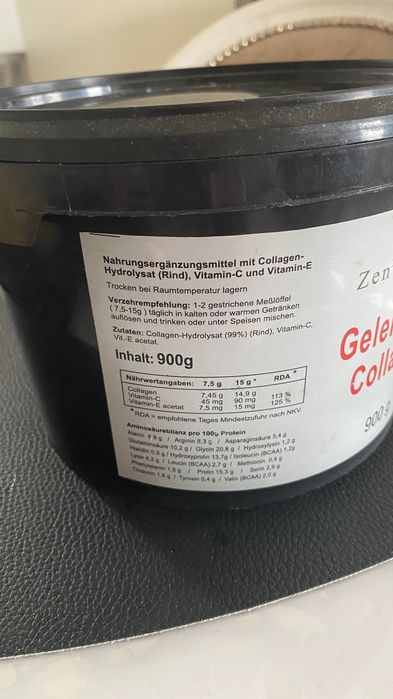 Nahrungsergänzungsmittel mit Collagen-
Hydrolysat (Rind), Vitamin-C und Vitamin-E
Trocken bei Raumtemperatur lagern
Verzehrempfehlung: 1-2 gestrichene Meßlöffel
(7,5-15g) täglich in kalten oder warmen Getränken
auflösen und trinken oder unter Speisen mischen.
Zutaten: Collagen-Hydrolysat (99%) (Rind), Vitamin-C,
Vit.-E acetat.
Inhalt: 900g
Nährwertangaben: 7,5 g 15 g * RDA *
Collagen 7,45 g 14,9 g
Vitamin-C 45 mg 90 mg 113 %
Vitamin-E acetat 7,5 mg 15 mg 125 %
*RDA = empfohlene Tages Mindestzufuhr nach NKV.
Aminosäurebilanz pro 100g Protein
Alanin 8 g / Arginin 8,3 g / Asparaginsäure 5,4 g
Glutaminsäure 10,2 g / Glycin 20,8 g / Hydroxylysin 1,2 g
Histidin 0,9 g / Hydroxyprolin 13,7g / Isoleucin (BCAA) 1,2g
Lysin 4,2 g / Leucin (BCAA) 2,7 g / Methionin 0,4 g
Phenylalanin 1,9 g / Prolin 15,3 g / Serin 2,9 g
Threonin 1,8 g / Tyrosin 0,4 g / Valin (BCAA) 2,0 g
Zen
Gele
Colla
900 g